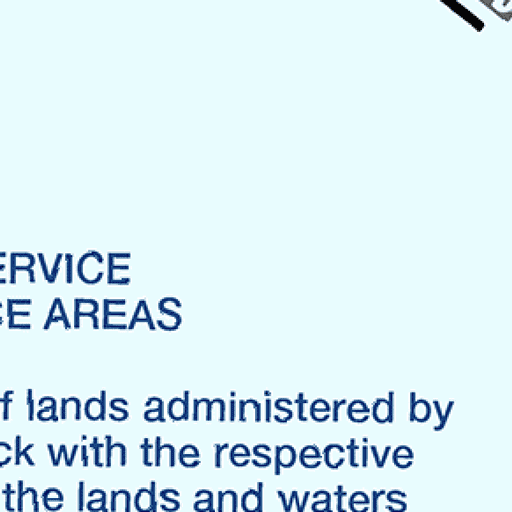 ERVICE
CE AREAS
f lands administered by
ck with the respective
the lands and waters